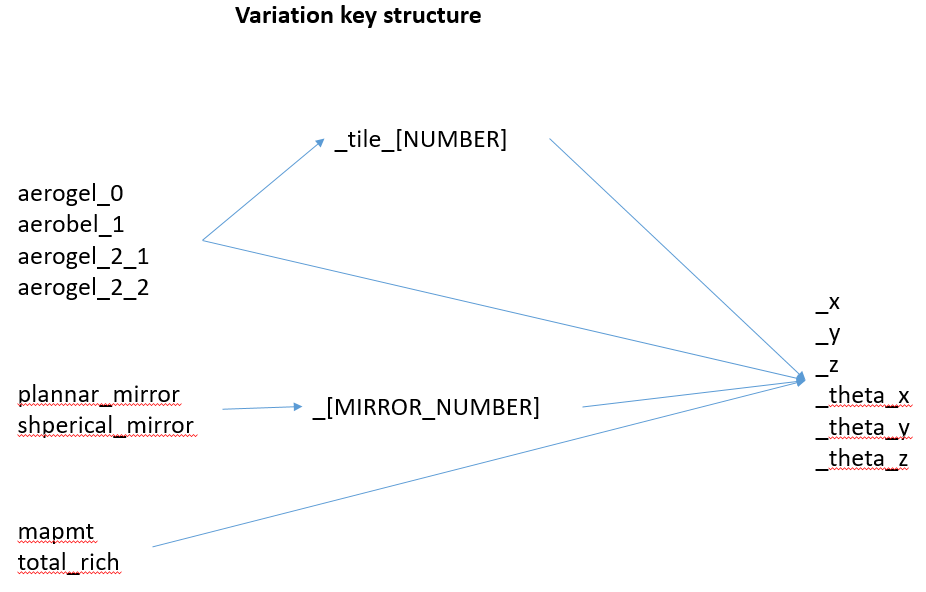 Variation key structure
_tile_[NUMBER]
aerogel_0
aerobel_1
aerogel_2_1
aerogel_2_2
plannar_mirror
shperical_mirror
_[MIRROR_NUMBER]
mapmt
total_rich
_x
_y
_z
_theta_x
_theta_y
_theta_z